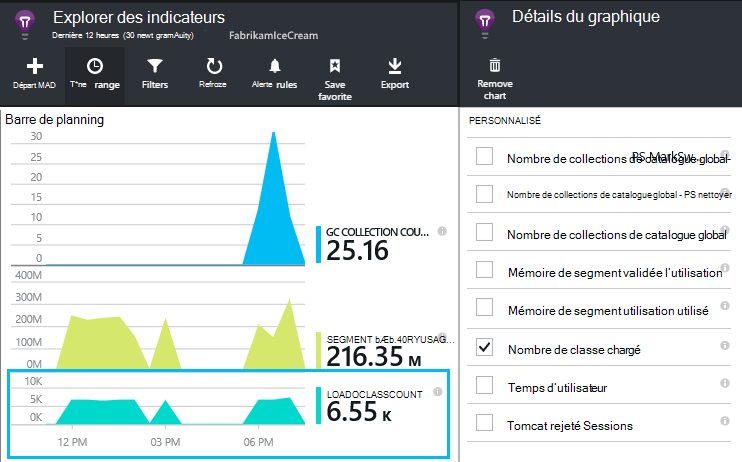 Explorer des indicateurs
Dernière 12 heures (30 newt gramAuity)
FabrikamIceCream
Départ MAD
T^ne range
Filters
Refroze
Alerte rules
Save favorite
Export
Détails du graphique
Remove chart
Barre de planning
30
25
20
15
10
5
0
GC COLLECTION COU...
25.16
400M
300M
200M
100M
0M
SEGMENT bÆb.40RYUSAG...
216.35 M
10K
5K
0K
LOADOCLASSCOUNT
6.55 K
12 PM
03 PM
06 PM
PERSONNALISÉ
Nombre de collections de catalogue global-
PS MarkSw...
Nombre de collections de catalogue global - PS nettoyer
Nombre de collections de catalogue global
Mémoire de segment validée l'utilisation
Mémoire de segment utilisation utilisé
Nombre de classe chargé
Temps d'utilisateur
Tomcat rejeté Sessions